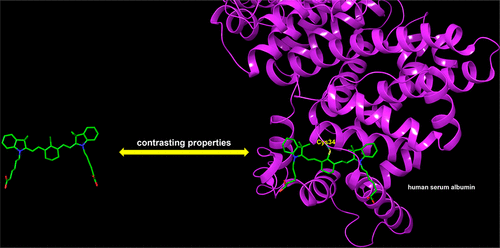 contrasting properties
Cys34
human serum albumin